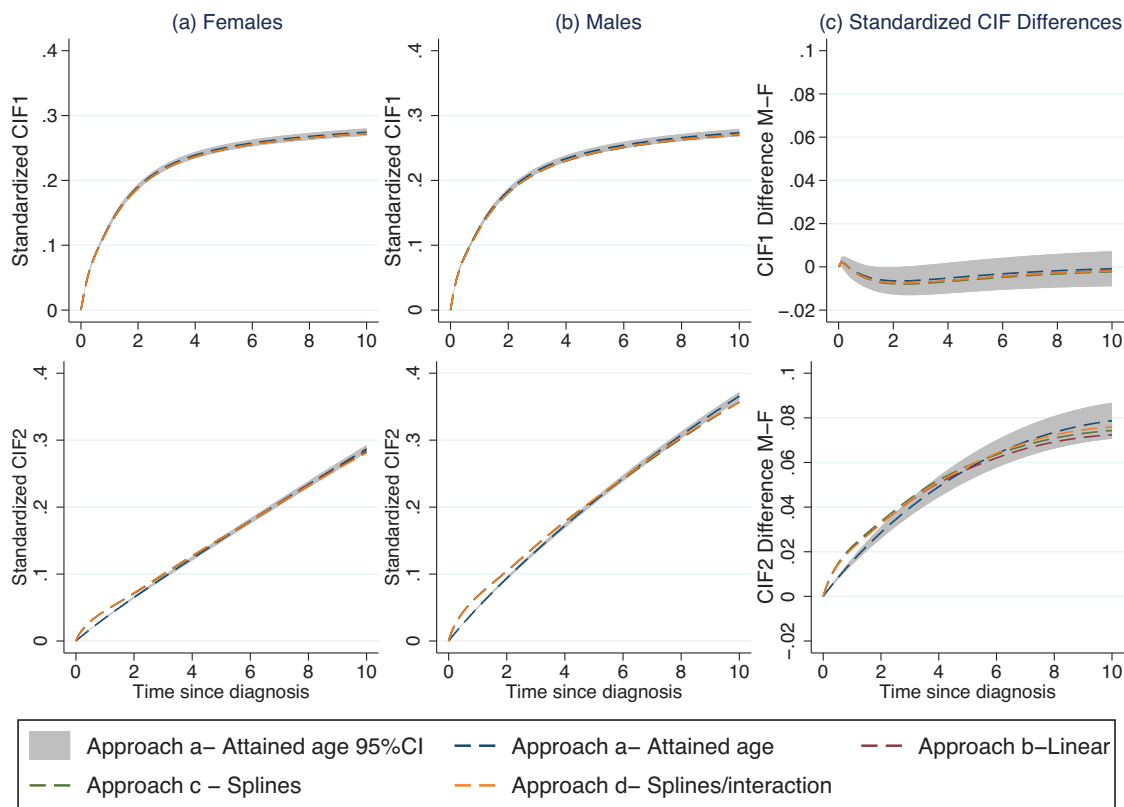 (a) Females
(b) Males
(c) Standardized CIF Differences
Standardized CIF1
.4
.3
.2
.1
0
0 2 4 6 8 10
Standardized CIF1
.4
.3
.2
.1
0
0 2 4 6 8 10
CIF1 Difference M−F
.1
.08
.06
.04
.02
0
−.02
0 2 4 6 8 10
Standardized CIF2
.4
.3
.2
.1
0
0 2 4 6 8 10
Time since diagnosis
Standardized CIF2
.4
.3
.2
.1
0
0 2 4 6 8 10
Time since diagnosis
CIF2 Difference M−F
.1
.08
.06
.04
.02
0
−.02
0 2 4 6 8 10
Time since diagnosis
Approach a− Attained age 95%CI
Approach a− Attained age
Approach b−Linear
Approach c − Splines
Approach d− Splines/interaction